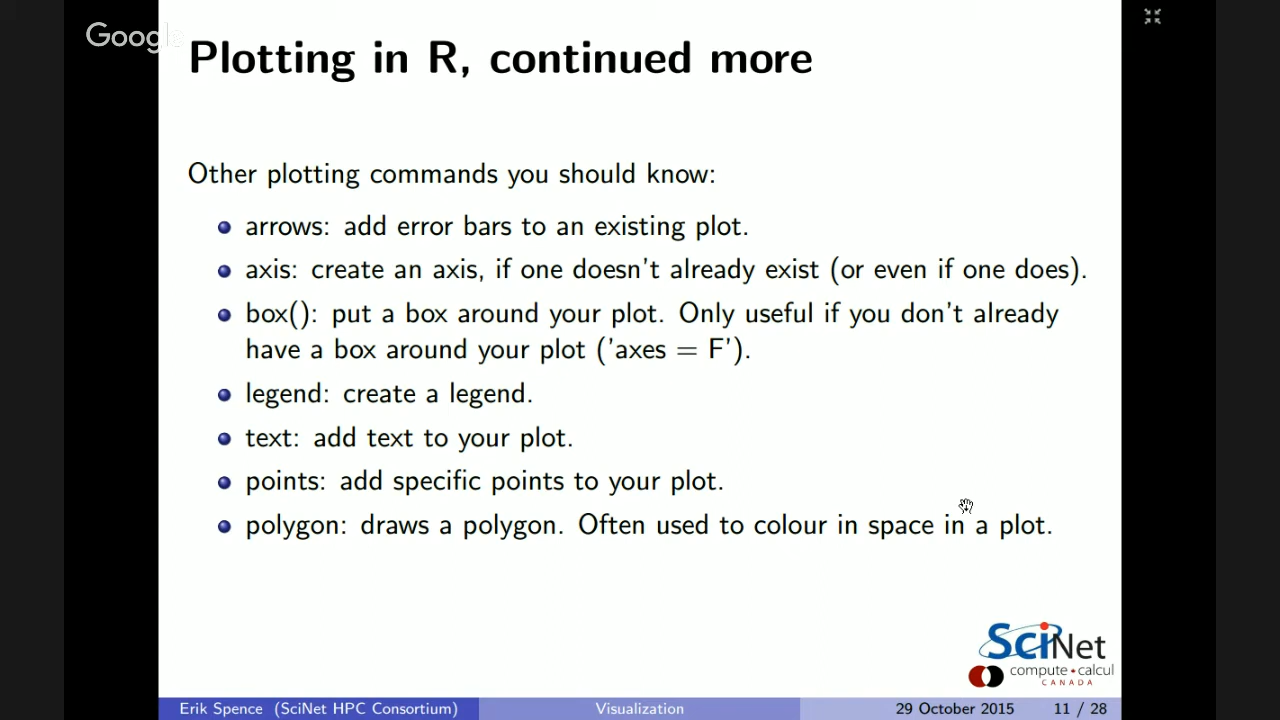 Google
Plotting in R, continued more
Other plotting commands you should know:
arrows: add error bars to an existing plot.
axis: create an axis, if one doesn't already exist (or even if one does).
box(): put a box around your plot. Only useful if you don't already
have a box around your plot ('axes = F').
legend: create a legend.
text: add text to your plot.
points: add specific points to your plot.
polygon: draws a polygon. Often used to colour in space in a plot.
SciNet
compute • calcul
CANADA
Erik Spence (SciNet HPC Consortium) Visualization 29 October 2015 11 / 28